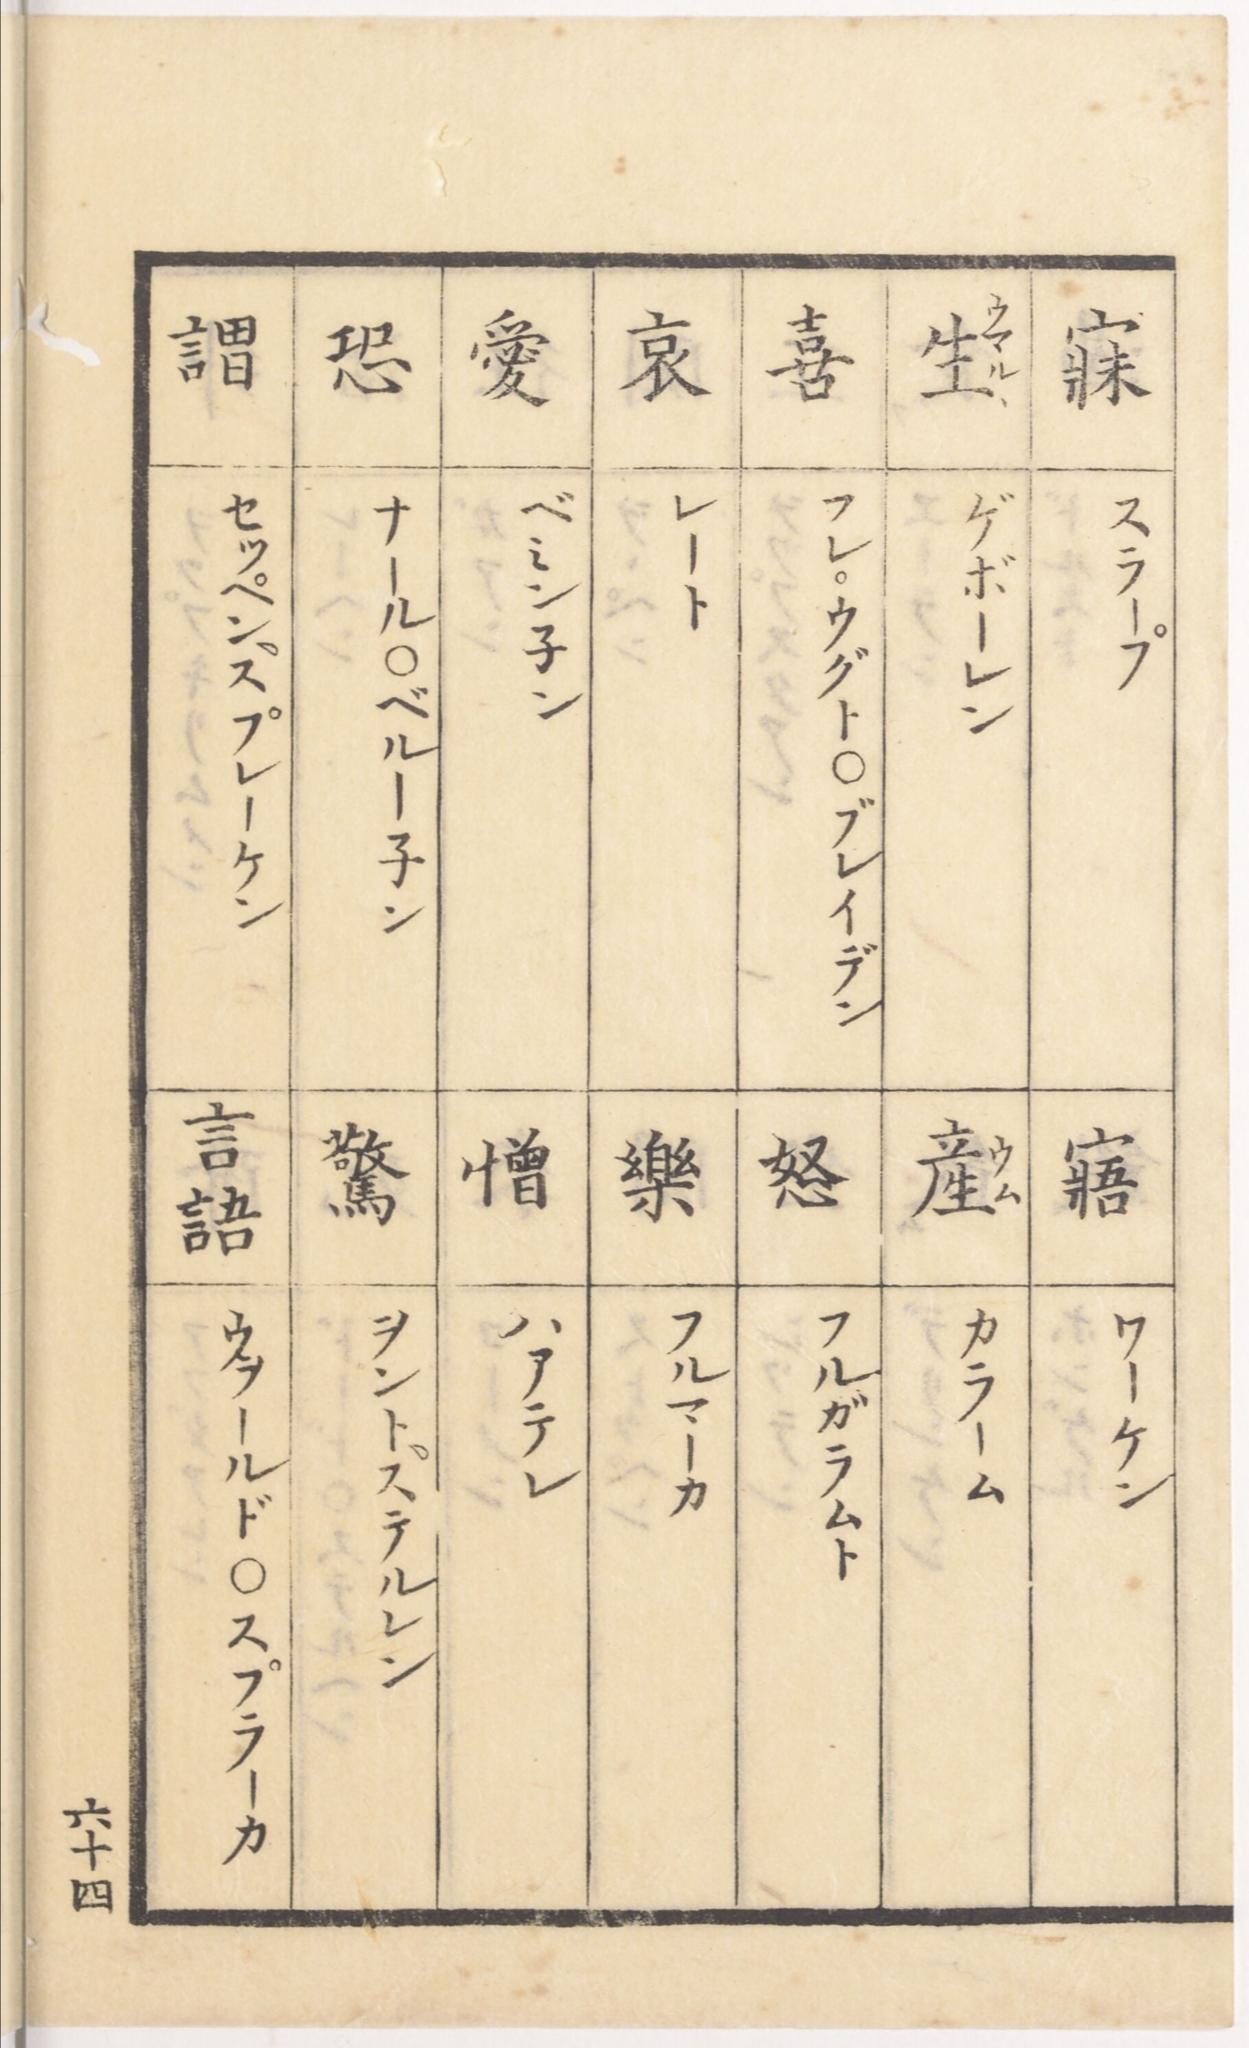 寐 スラープ
寤 ワーケン
生 ウマルヽ ゲボーレン
産 ウム カラーム
喜 フレ。ウグト〇ブレイデン
怒 フルガラムト
哀 レート
樂 フルマーカ
愛 ベミン子ン
憎 ハアテレ
恐 ナール〇ベルー子ン
驚 ヲントステルレン
謂 セッペンスプレーケン
言語 ウヲールド〇スプラーカ
六十四